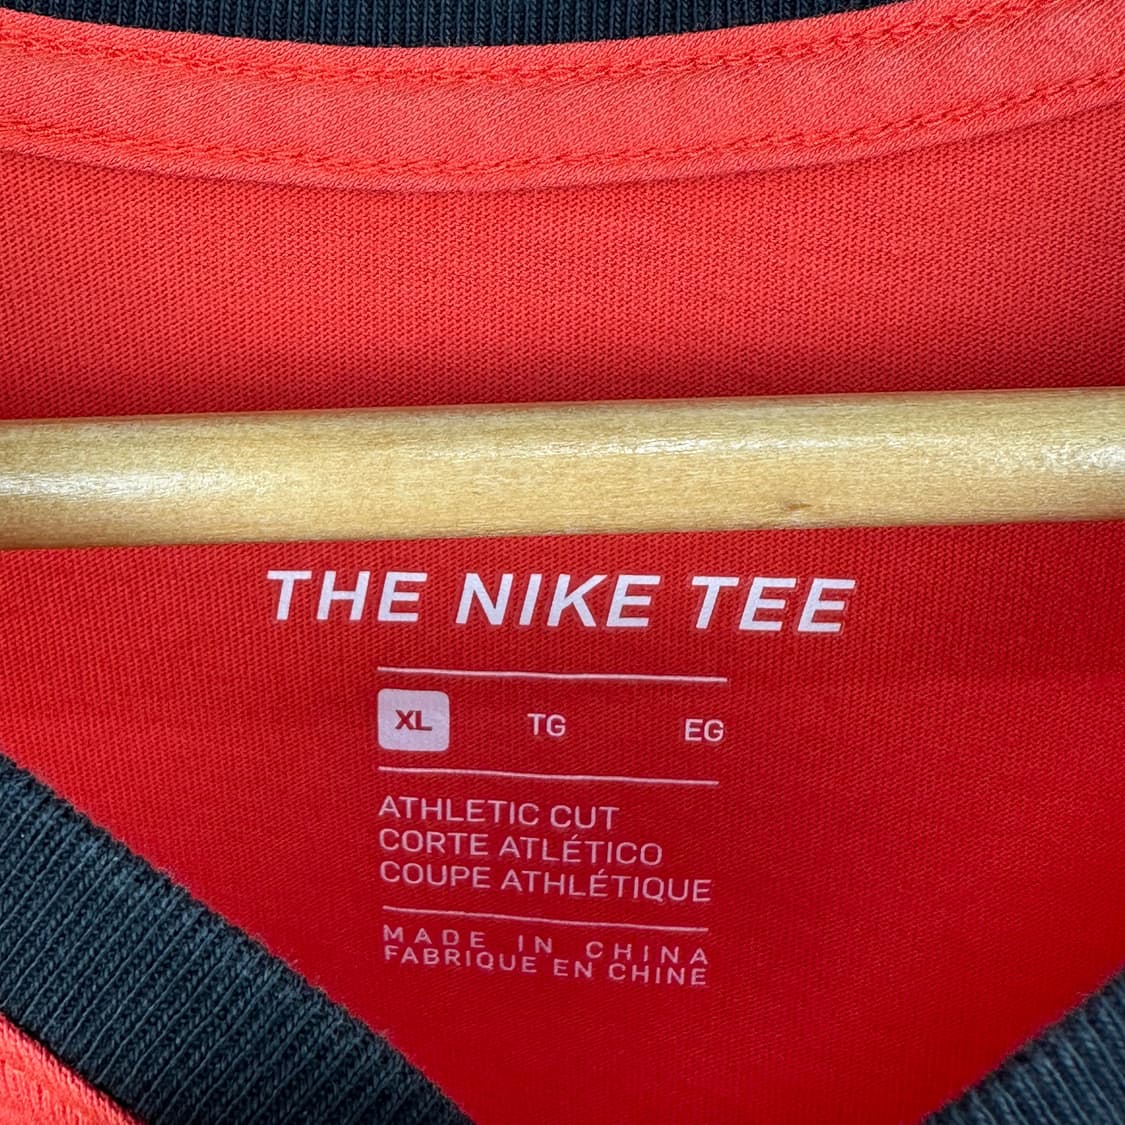 THE NIKE TEE
XL TG EG
ATHLETIC CUT
CORTE ATLÉTICO
COUPE ATHLÉTIQUE
MADE IN CHINA
FABRIQUE EN CHINE